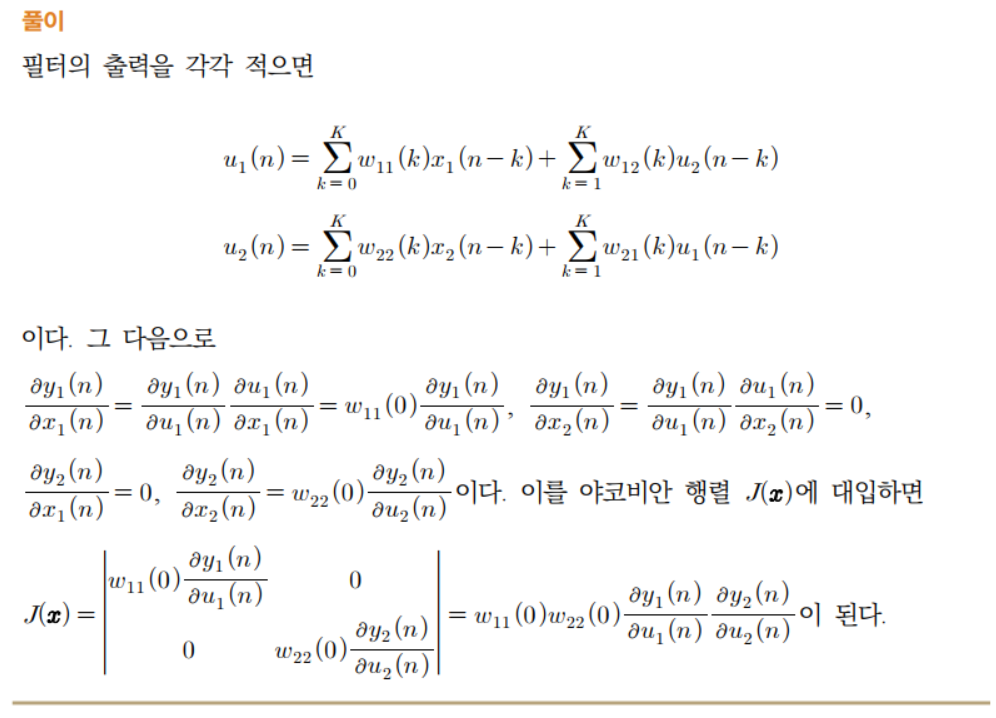 풀이
필터의 출력을 각각 적으면
$u_1(n) = \sum_{k=0}^{K} w_{11}(k)x_1(n-k) + \sum_{k=1}^{K} w_{12}(k)u_2(n-k)$
$u_2(n) = \sum_{k=0}^{K} w_{22}(k)x_2(n-k) + \sum_{k=1}^{K} w_{21}(k)u_1(n-k)$
이다. 그 다음으로
$\frac{\partial y_1(n)}{\partial x_1(n)} = \frac{\partial y_1(n)}{\partial u_1(n)} \frac{\partial u_1(n)}{\partial x_1(n)} = w_{11}(0)\frac{\partial y_1(n)}{\partial u_1(n)}$, $\frac{\partial y_1(n)}{\partial x_2(n)} = \frac{\partial y_1(n)}{\partial u_1(n)} \frac{\partial u_1(n)}{\partial x_2(n)} = 0$,
$\frac{\partial y_2(n)}{\partial x_1(n)} = 0$, $\frac{\partial y_2(n)}{\partial x_2(n)} = w_{22}(0)\frac{\partial y_2(n)}{\partial u_2(n)}$이다. 이를 야코비안 행렬 $J(\boldsymbol{x})$에 대입하면
$J(\boldsymbol{x}) = \begin{vmatrix} w_{11}(0)\frac{\partial y_1(n)}{\partial u_1(n)} & 0 \\ 0 & w_{22}(0)\frac{\partial y_2(n)}{\partial u_2(n)} \end{vmatrix} = w_{11}(0)w_{22}(0)\frac{\partial y_1(n)}{\partial u_1(n)} \frac{\partial y_2(n)}{\partial u_2(n)}$이 된다.